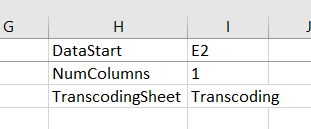 G H I J
DataStart E2
NumColumns 1
TranscodingSheet Transcoding